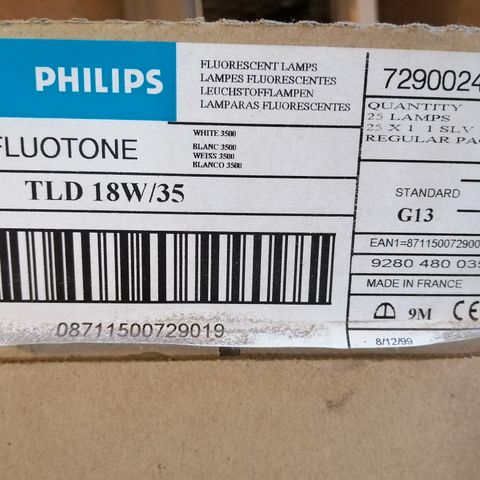 PHILIPS
FLUORESCENT LAMPS
LAMPES FLUORESCENTES
LEUCHSTOFFLAMPEN
LAMPARAS FLUORESCENTES
7290024
QUANTITY
25 LAMPS
25 X 1 1 SLV
REGULAR PA
FLUOTONE
WHITE 3500
BLANC 3500
WEISS 3500
BLANCO 3500
TLD 18W/35
STANDARD
G13
EAN1=871150072900
9280 480 035
MADE IN FRANCE
9M CE
08711500729019
8/12/99